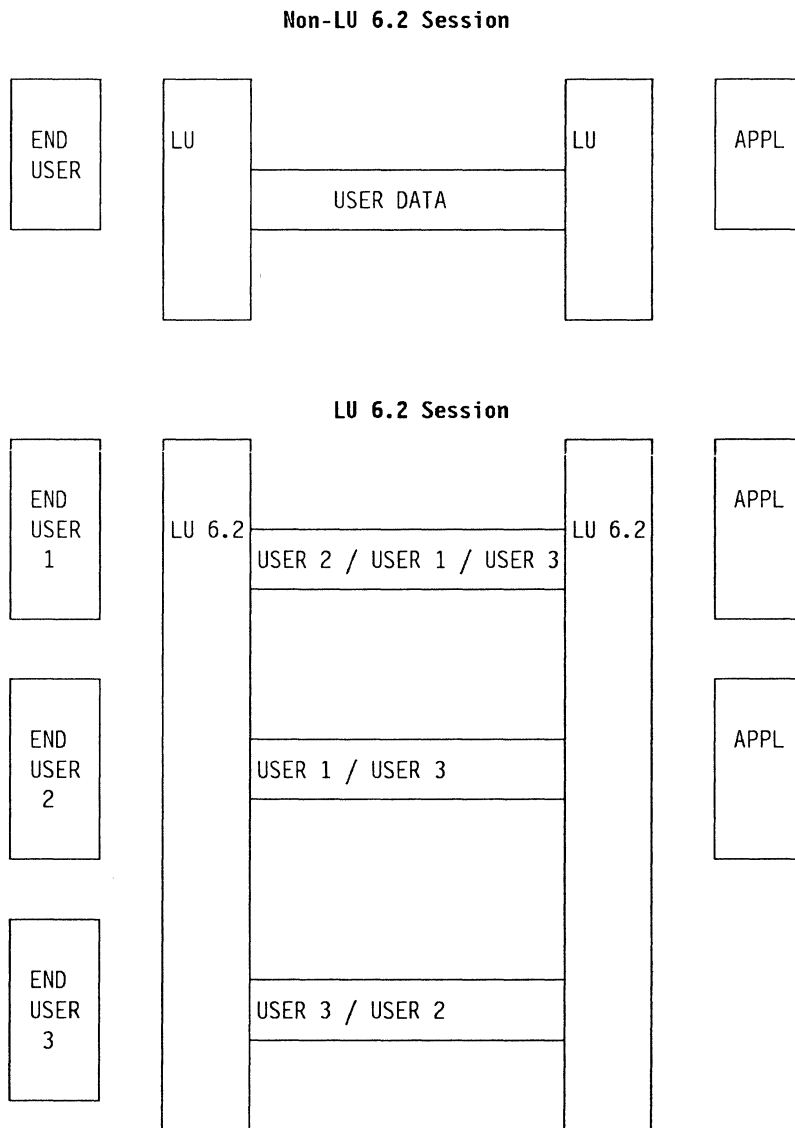 Non-LU 6.2 Session
END
USER
LU
USER DATA
LU
APPL
LU 6.2 Session
END
USER
1
LU 6.2
USER 2 / USER 1 / USER 3
LU 6.2
APPL
END
USER
2
USER 1 / USER 3
APPL
END
USER
3
USER 3 / USER 2